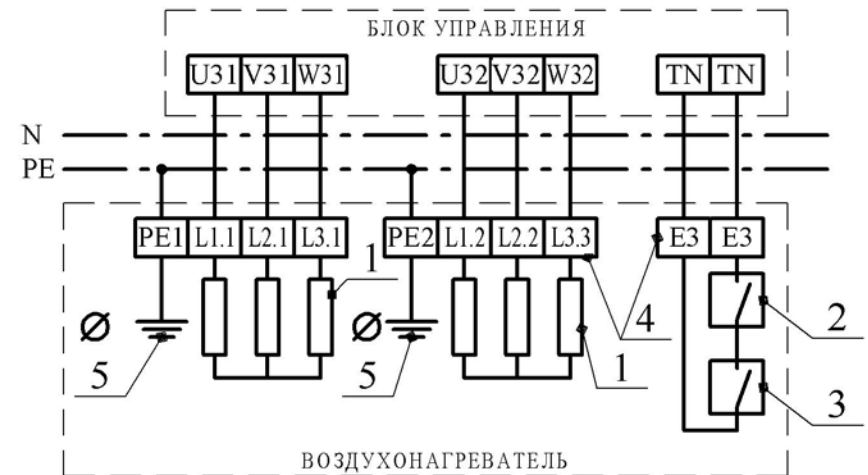 БЛОК УПРАВЛЕНИЯ
U31 V31 W31 U32 V32 W32 TN TN
N
PE
PE1 L1.1 L2.1 L3.1 PE2 L1.2 L2.2 L3.3 E3 E3
1 4 2
5 5 1 3
ВОЗДУХОНАГРЕВАТЕЛЬ